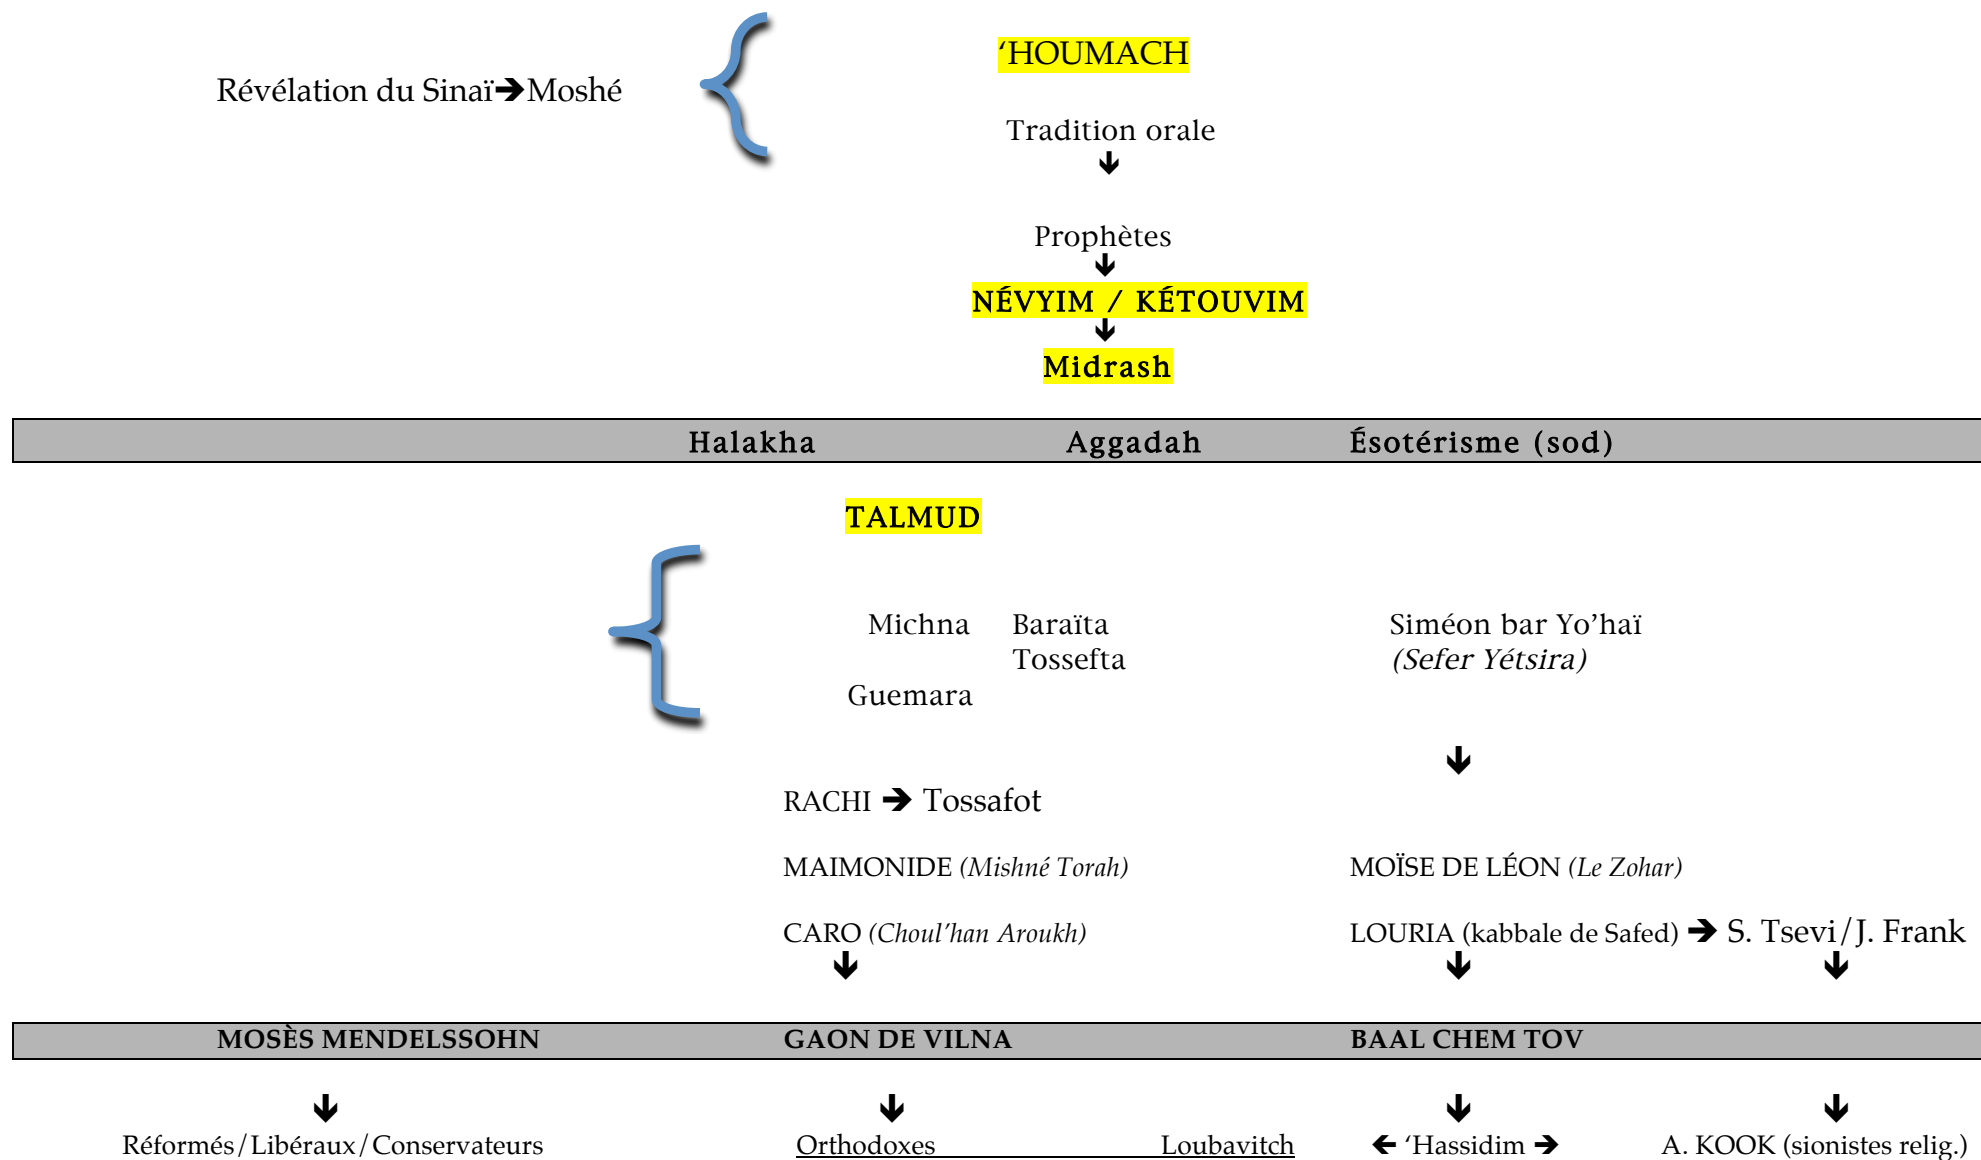 ‘HOUMACH
Révélation du Sinaï➔Moshé
Tradition orale
🡻
Prophètes
🡻
NÉVYIM / KÉTOUVIM
🡻
Midrash
Halakha Aggadah Ésotérisme (sod)
TALMUD
Michna Baraïta Siméon bar Yo’haï
Tossefta (Sefer Yétsira)
Guemara
🡻
RACHI ➔ Tossafot
MAIMONIDE (Mishné Torah) MOÏSE DE LÉON (Le Zohar)
CARO (Choul’han Aroukh) LOURIA (kabbale de Safed) ➔ S. Tsevi/J. Frank
🡻 🡻 🡻
MOSÈS MENDELSSOHN GAON DE VILNA BAAL CHEM TOV
🡻 🡻 🡻 🡻
Réformés/Libéraux/Conservateurs Orthodoxes Loubavitch 🡸 ‘Hassidim ➔ A. KOOK (sionistes relig.)